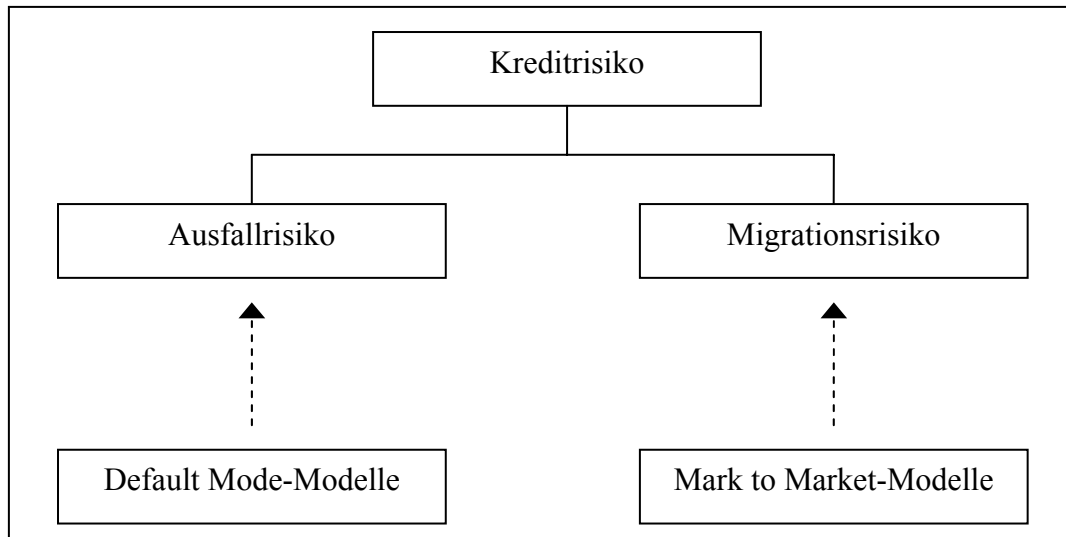 Kreditrisiko
Ausfallrisiko
Migrationsrisiko
Default Mode-Modelle
Mark to Market-Modelle